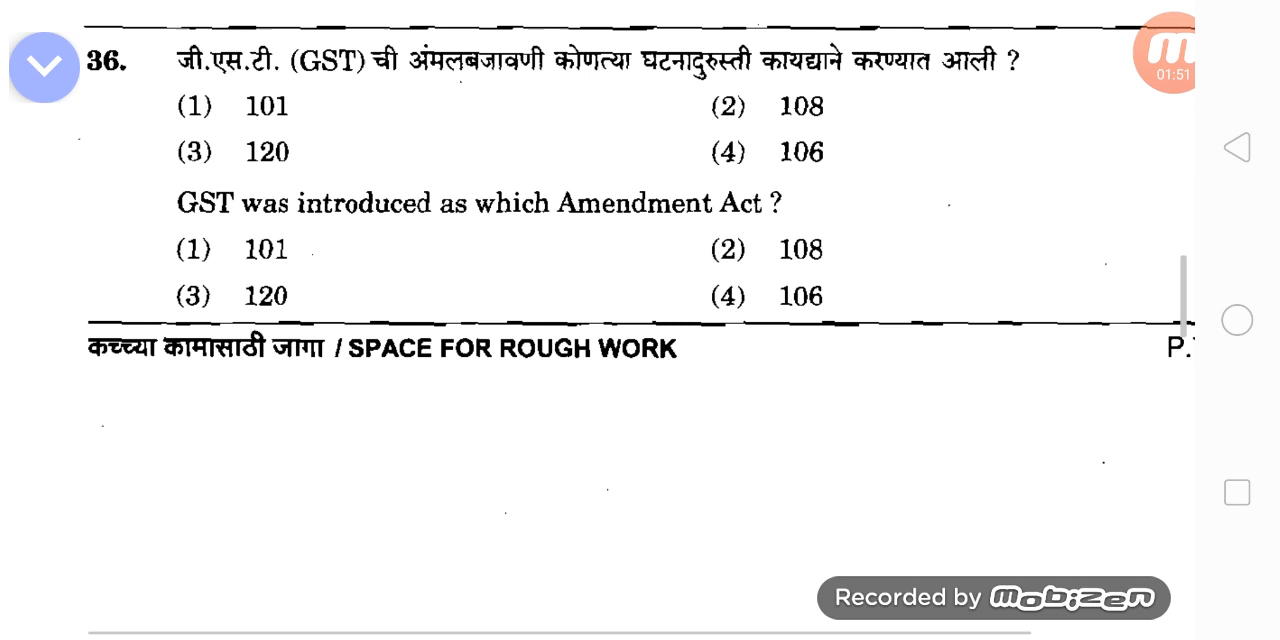 01:51
36. जी.एस.टी. (GST) ची अंमलबजावणी कोणत्या घटनादुरुस्ती कायद्याने करण्यात आली ?
(1) 101 (2) 108
(3) 120 (4) 106
GST was introduced as which Amendment Act ?
(1) 101 (2) 108
(3) 120 (4) 106
कच्च्या कामासाठी जागा / SPACE FOR ROUGH WORK P.
Recorded by mobizen